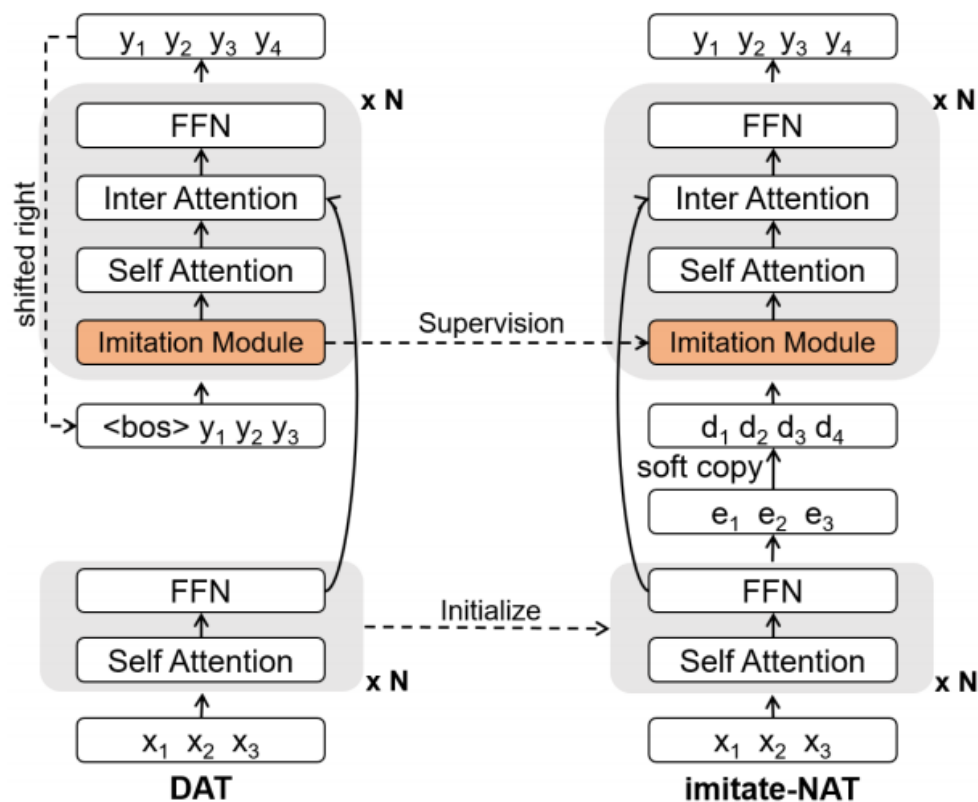 y₁ y₂ y₃ y₄
x N
FFN
Inter Attention
Self Attention
Imitation Module
shifted right
<bos> y₁ y₂ y₃
FFN
Self Attention
x N
x₁ x₂ x₃
DAT
Supervision
Initialize
y₁ y₂ y₃ y₄
x N
FFN
Inter Attention
Self Attention
Imitation Module
d₁ d₂ d₃ d₄
soft copy
e₁ e₂ e₃
FFN
Self Attention
x N
x₁ x₂ x₃
imitate-NAT